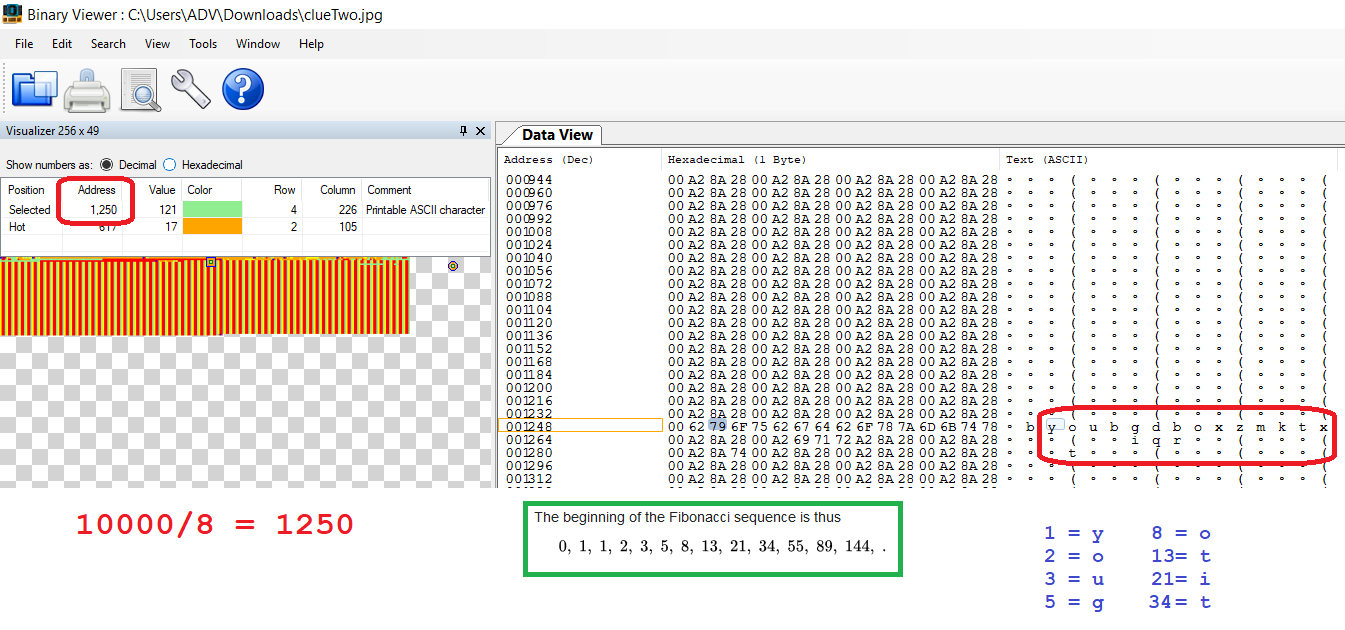 Binary Viewer : C:\Users\ADV\Downloads\clueTwo.jpg
File Edit Search View Tools Window Help
Visualizer 256 x 49
Show numbers as: Decimal Hexadecimal
Position Address Value Color Row Column Comment
Selected 1,250 121 4 226 Printable ASCII character
Hot 617 17 2 105
Data View
Address (Dec) Hexadecimal (1 Byte) Text (ASCII)
000944 00 A2 8A 28 00 A2 8A 28 00 A2 8A 28 00 A2 8A 28 ° ° ° ( ° ° ° ( ° ° ° ( ° ° ° (
000960 00 A2 8A 28 00 A2 8A 28 00 A2 8A 28 00 A2 8A 28 ° ° ° ( ° ° ° ( ° ° ° ( ° ° ° (
000976 00 A2 8A 28 00 A2 8A 28 00 A2 8A 28 00 A2 8A 28 ° ° ° ( ° ° ° ( ° ° ° ( ° ° ° (
000992 00 A2 8A 28 00 A2 8A 28 00 A2 8A 28 00 A2 8A 28 ° ° ° ( ° ° ° ( ° ° ° ( ° ° ° (
001008 00 A2 8A 28 00 A2 8A 28 00 A2 8A 28 00 A2 8A 28 ° ° ° ( ° ° ° ( ° ° ° ( ° ° ° (
001024 00 A2 8A 28 00 A2 8A 28 00 A2 8A 28 00 A2 8A 28 ° ° ° ( ° ° ° ( ° ° ° ( ° ° ° (
001040 00 A2 8A 28 00 A2 8A 28 00 A2 8A 28 00 A2 8A 28 ° ° ° ( ° ° ° ( ° ° ° ( ° ° ° (
001056 00 A2 8A 28 00 A2 8A 28 00 A2 8A 28 00 A2 8A 28 ° ° ° ( ° ° ° ( ° ° ° ( ° ° ° (
001072 00 A2 8A 28 00 A2 8A 28 00 A2 8A 28 00 A2 8A 28 ° ° ° ( ° ° ° ( ° ° ° ( ° ° ° (
001088 00 A2 8A 28 00 A2 8A 28 00 A2 8A 28 00 A2 8A 28 ° ° ° ( ° ° ° ( ° ° ° ( ° ° ° (
001104 00 A2 8A 28 00 A2 8A 28 00 A2 8A 28 00 A2 8A 28 ° ° ° ( ° ° ° ( ° ° ° ( ° ° ° (
001120 00 A2 8A 28 00 A2 8A 28 00 A2 8A 28 00 A2 8A 28 ° ° ° ( ° ° ° ( ° ° ° ( ° ° ° (
001136 00 A2 8A 28 00 A2 8A 28 00 A2 8A 28 00 A2 8A 28 ° ° ° ( ° ° ° ( ° ° ° ( ° ° ° (
001152 00 A2 8A 28 00 A2 8A 28 00 A2 8A 28 00 A2 8A 28 ° ° ° ( ° ° ° ( ° ° ° ( ° ° ° (
001168 00 A2 8A 28 00 A2 8A 28 00 A2 8A 28 00 A2 8A 28 ° ° ° ( ° ° ° ( ° ° ° ( ° ° ° (
001184 00 A2 8A 28 00 A2 8A 28 00 A2 8A 28 00 A2 8A 28 ° ° ° ( ° ° ° ( ° ° ° ( ° ° ° (
001200 00 A2 8A 28 00 A2 8A 28 00 A2 8A 28 00 A2 8A 28 ° ° ° ( ° ° ° ( ° ° ° ( ° ° ° (
001216 00 A2 8A 28 00 A2 8A 28 00 A2 8A 28 00 A2 8A 28 ° ° ° ( ° ° ° ( ° ° ° ( ° ° ° (
001232 00 A2 8A 28 00 A2 8A 28 00 A2 8A 28 00 A2 8A 28 ° ° ° ( ° ° ° ( ° ° ° ( ° ° ° (
001248 00 62 79 6F 75 62 67 64 62 6F 78 7A 6D 6B 74 78 ° b y o u b g d b o x z m k t x
001264 00 A2 8A 28 00 A2 69 71 72 A2 8A 28 00 A2 8A 28 ° ° ° ( ° ° i q r ° ° ( ° ° ° (
001280 00 A2 8A 74 00 A2 8A 28 00 A2 8A 28 00 A2 8A 28 ° ° ° t ° ° ° ( ° ° ° ( ° ° ° (
001296 00 A2 8A 28 00 A2 8A 28 00 A2 8A 28 00 A2 8A 28 ° ° ° ( ° ° ° ( ° ° ° ( ° ° ° (
001312 00 A2 8A 28 00 A2 8A 28 00 A2 8A 28 00 A2 8A 28 ° ° ° ( ° ° ° ( ° ° ° ( ° ° ° (
10000/8 = 1250
The beginning of the Fibonacci sequence is thus
0, 1, 1, 2, 3, 5, 8, 13, 21, 34, 55, 89, 144, .
1 = y 8 = o
2 = o 13= t
3 = u 21= i
5 = g 34= t